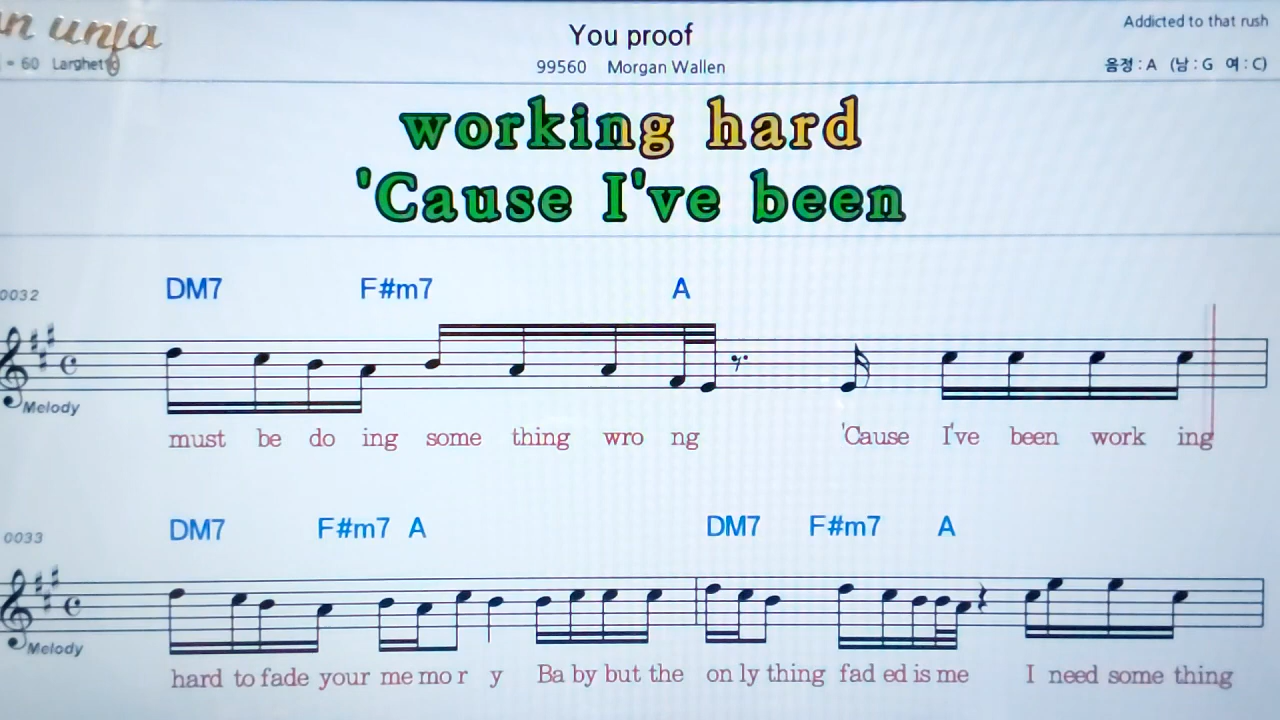 You proof
Addicted to that rush
= 60 Larghetto
99560 Morgan Wallen
음정 : A (남 : G 여 : C)
working hard
'Cause I've been
0032
DM7 F#m7 A
Melody
must be do ing some thing wro ng 'Cause I've been work ing
0033
DM7 F#m7 A DM7 F#m7 A
Melody
hard to fade your me mo r y Ba by but the on ly thing fad ed is me I need some thing